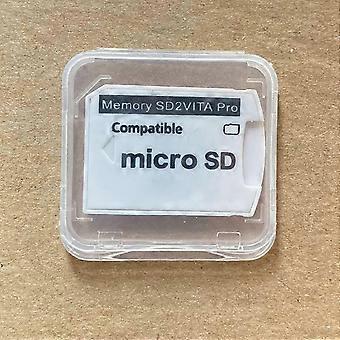 Memory SD2VITA Pro
Compatible
micro SD